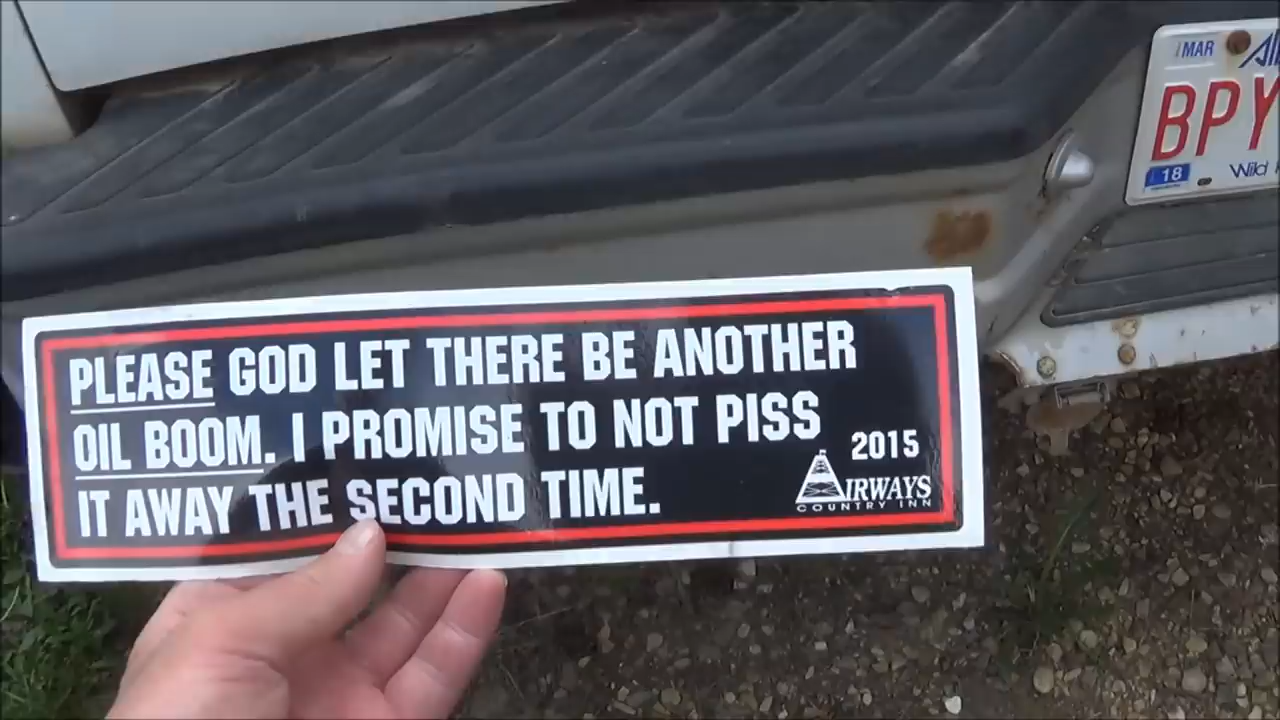 PLEASE GOD LET THERE BE ANOTHER
OIL BOOM. I PROMISE TO NOT PISS
IT AWAY THE SECOND TIME.
2015
AIRWAYS
COUNTRY INN
MAR
BPY
18
Wild